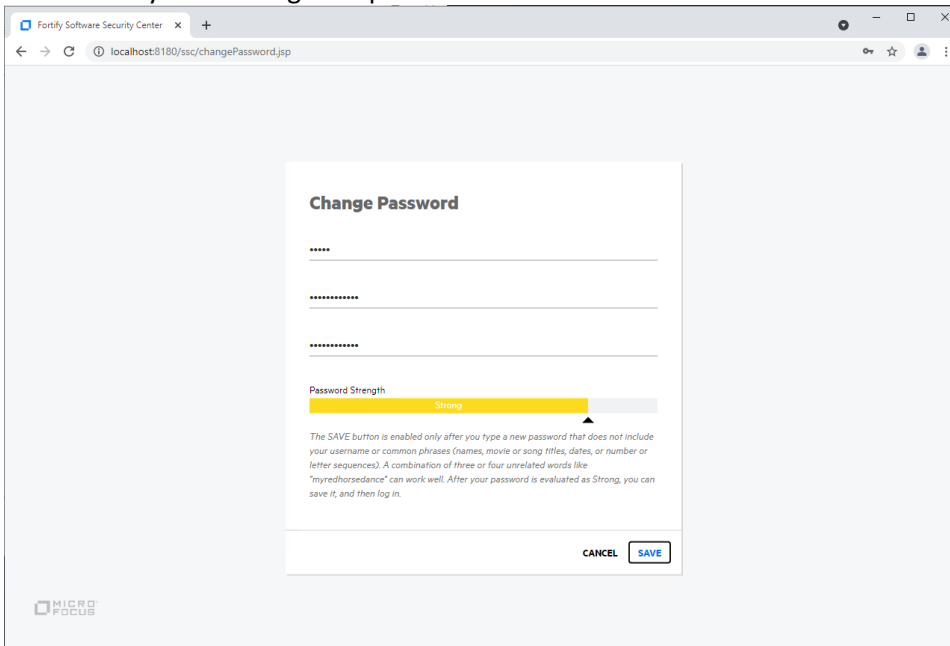 Fortify Software Security Center
localhost:8180/ssc/changePassword.jsp
Change Password
•••••
••••••••••••
••••••••••••
Password Strength
Strong
The SAVE button is enabled only after you type a new password that does not include
your username or common phrases (names, movie or song titles, dates, or number or
letter sequences). A combination of three or four unrelated words like
"myredhorsedance" can work well. After your password is evaluated as Strong, you can
save it, and then log in.
CANCEL SAVE
MICRO
FOCUS